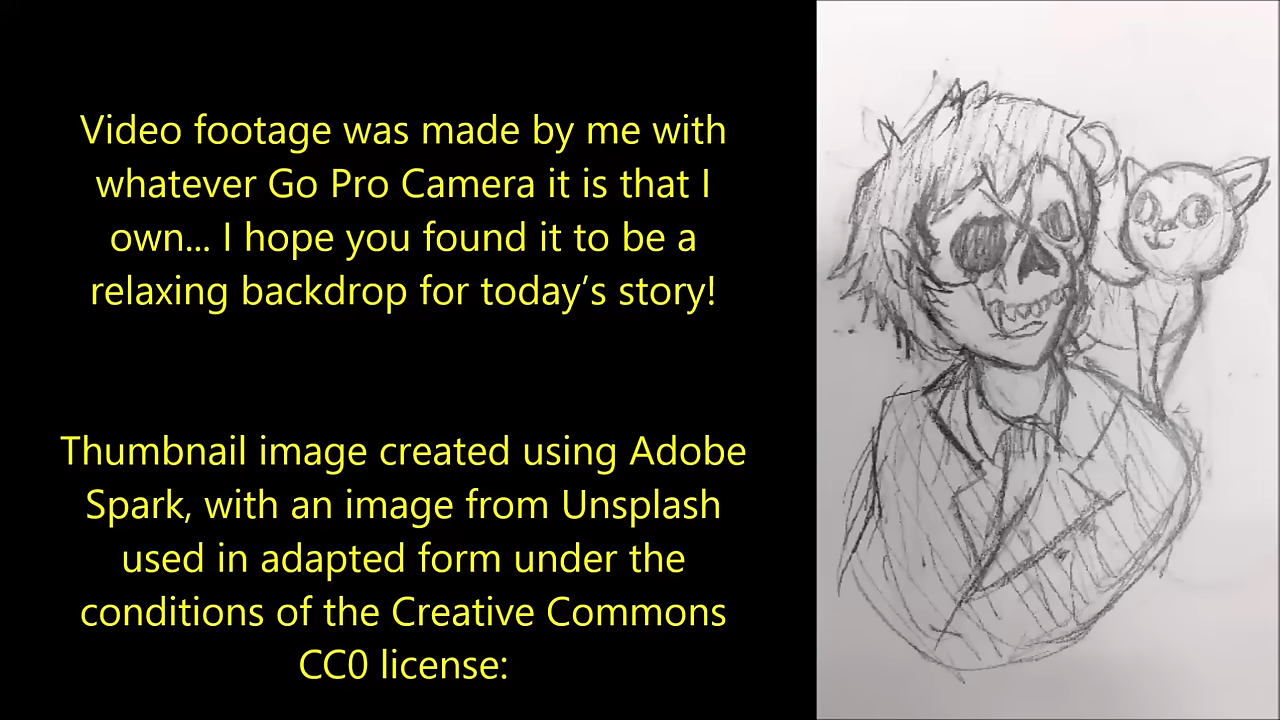 Video footage was made by me with
whatever Go Pro Camera it is that I
own... I hope you found it to be a
relaxing backdrop for today’s story!
Thumbnail image created using Adobe
Spark, with an image from Unsplash
used in adapted form under the
conditions of the Creative Commons
CC0 license: